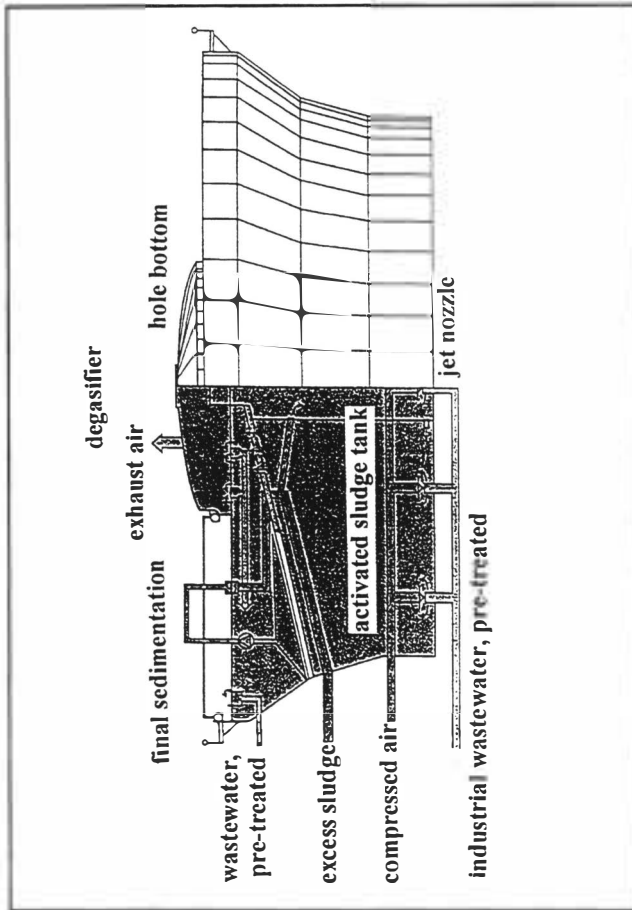 degasifier
exhaust air
hole bottom
final sedimentation
wastewater,
pre-treated
activated sludge tank
excess sludge
compressed air
jet nozzle
industrial wastewater, pre-treated